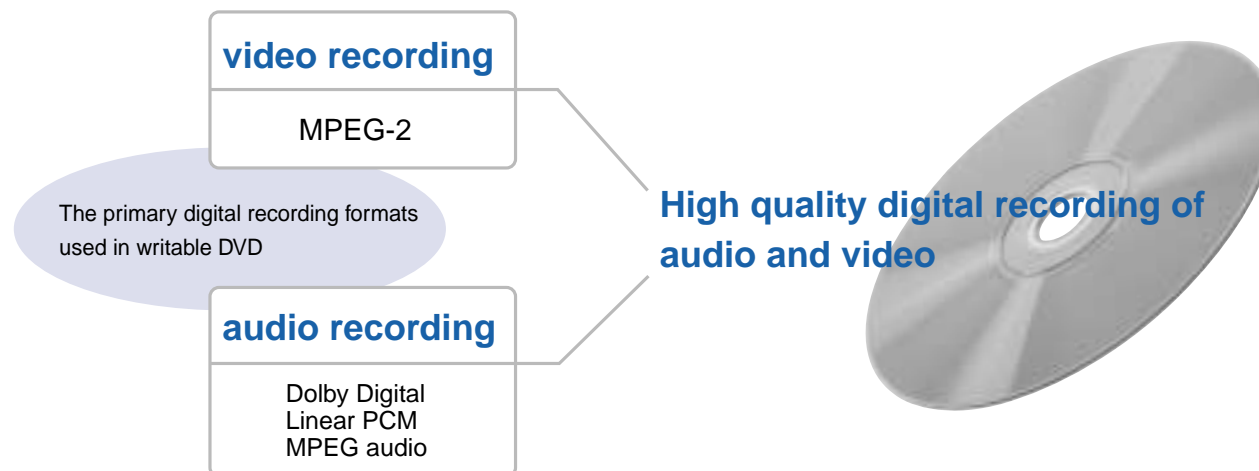 video recording
MPEG-2
The primary digital recording formats
used in writable DVD
audio recording
Dolby Digital
Linear PCM
MPEG audio
High quality digital recording of
audio and video